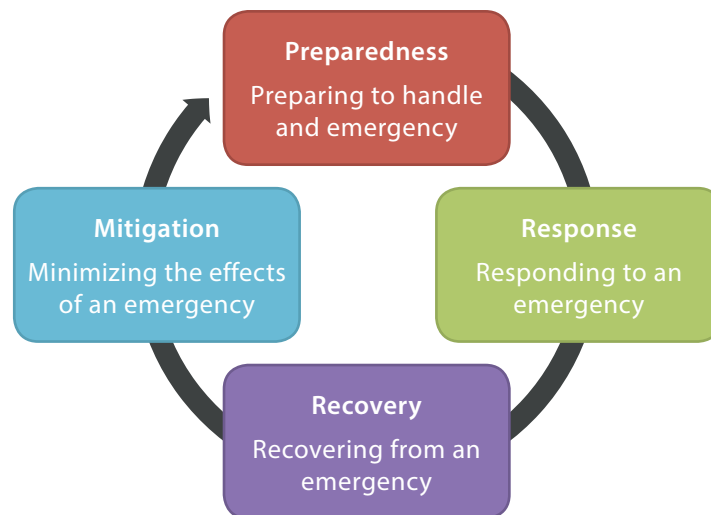 Preparedness
Preparing to handle
and emergency
Mitigation
Minimizing the effects
of an emergency
Response
Responding to an
emergency
Recovery
Recovering from an
emergency